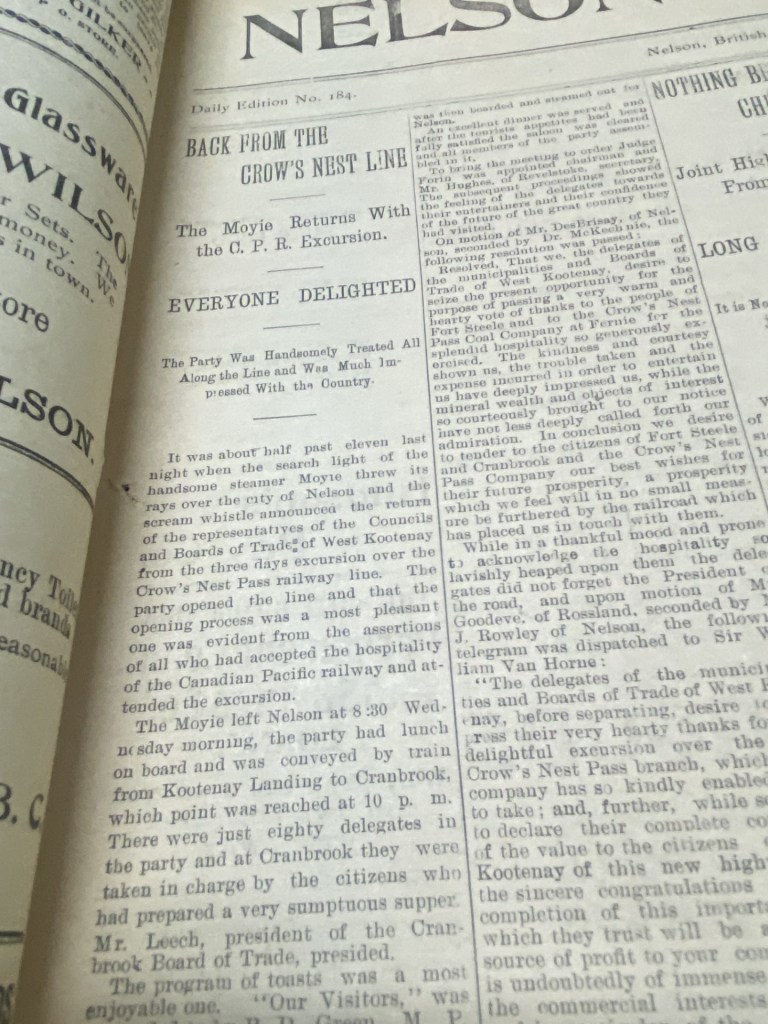 GILKER
P. O. STORE.
Glassware
WILSO
r Sets. The
money. We
s in town.
ore
LSON.
ncy Toile
d brands
easonab
B. C
NELSON
Nelson, British
Daily Edition No. 184.
BACK FROM THE
CROW'S NEST LINE
The Moyie Returns With
the C. P. R. Excursion.
EVERYONE DELIGHTED
The Party Was Handsomely Treated All
Along the Line and Was Much Im-
pressed With the Country.
It was about half past eleven last
night when the search light of the
handsome steamer Moyie threw its
rays over the city of Nelson and the
scream whistle announced the return
of the representatives of the Councils
and Boards of Trade of West Kootenay
from the three days excursion over the
Crow's Nest Pass railway line. The
party opened the line and that the
opening process was a most pleasant
one was evident from the assertions
of all who had accepted the hospitality
of the Canadian Pacific railway and at-
tended the excursion.
The Moyie left Nelson at 8:30 Wed-
nesday morning, the party had lunch
on board and was conveyed by train
from Kootenay Landing to Cranbrook,
which point was reached at 10 p. m.
There were just eighty delegates in
the party and at Cranbrook they were
taken in charge by the citizens who
had prepared a very sumptuous supper.
Mr. Leech, president of the Cran-
brook Board of Trade, presided.
The program of toasts was a most
enjoyable one. "Our Visitors," was
was then boarded and steamed out for
Nelson.
An excellent dinner was served and
after the tourists appetites had been
fully satisfied the saloon was cleared
and all members of the party assem-
bled in it.
To bring the meeting to order Judge
Forin was appointed chairman and
Mr. Hughes, of Revelstoke, secretary.
The subsequent proceedings showed
the feeling of the delegates towards
their entertainers and their confidence
of the future of the great country they
had visited.
On motion of Mr. DesBrisay, of Nel-
son, seconded by Dr. McKechnie, the
following resolution was passed:
Resolved, That we, the delegates of
the municipalities and Boards of
Trade of West Kootenay, desire to
seize the present opportunity for the
purpose of passing a very warm and
hearty vote of thanks to the people of
Fort Steele and to the Crow's Nest
Pass Coal Company at Fernie for the
splendid hospitality so generously ex-
ercised. The kindness and courtesy
shown us, the trouble taken and the
expense incurred in order to entertain
us have deeply impressed us, while the
mineral wealth and objects of interest
so courteously brought to our notice
have not less deeply called forth our
admiration. In conclusion we desire
to tender to the citizens of Fort Steele
and Cranbrook and the Crow's Nest
Pass Company our best wishes for
their future prosperity, a prosperity
which we feel will in no small meas-
ure be furthered by the railroad which
has placed us in touch with them.
While in a thankful mood and prone
to acknowledge the hospitality so
lavishly heaped upon them the dele-
gates did not forget the President
the road, and upon motion of M
Goodeve, of Rossland, seconded by
J. Rowley of Nelson, the followi
telegram was dispatched to Sir W
liam Van Horne:
"The delegates of the municip
ties and Boards of Trade of West
enay, before separating, desire to
press their very hearty thanks fo
delightful excursion over the
Crow's Nest Pass branch, which
company has so kindly enabled
to take; and, further, while s
to declare their complete co
of the value to the citizens
Kootenay of this new high
the sincere congratulations
completion of this importa
which they trust will be a
source of profit to your com
is undoubtedly of immense
the commercial interests
NOTHING B
CH
Joint Hig
From
LONG
It is No